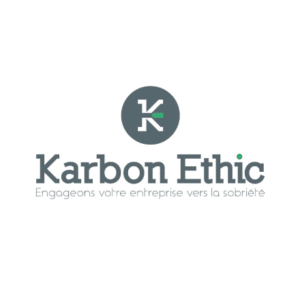 K
Karbon Ethic
Engageons votre entreprise vers la sobriété